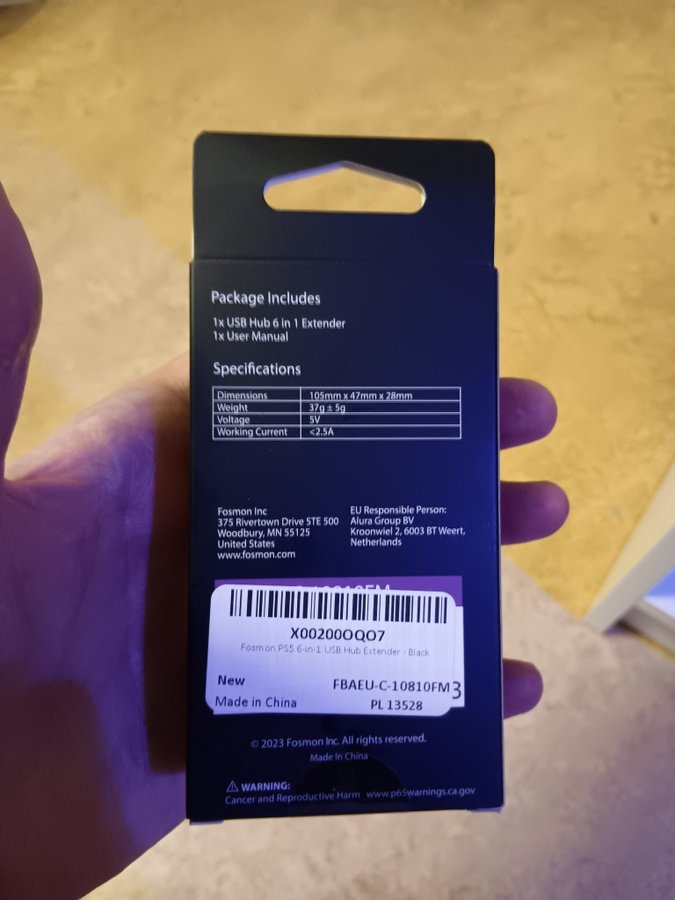 Package Includes
1x USB Hub 6 in 1 Extender
1x User Manual
Specifications
Dimensions 105mm x 47mm x 28mm
Weight 37g ± 5g
Voltage 5V
Working Current <2.5A
Fosmon Inc
375 Rivertown Drive STE 500
Woodbury, MN 55125
United States
www.fosmon.com
EU Responsible Person:
Alura Group BV
Kroonwiel 2, 6003 BT Weert,
Netherlands
X00200OQO7
Fosmon PS5 6-in-1 USB Hub Extender - Black
New
FBAEU-C-10810FM
3
Made in China
PL 13528
© 2023 Fosmon Inc. All rights reserved.
Made In China
WARNING:
Cancer and Reproductive Harm www.p65warnings.ca.gov